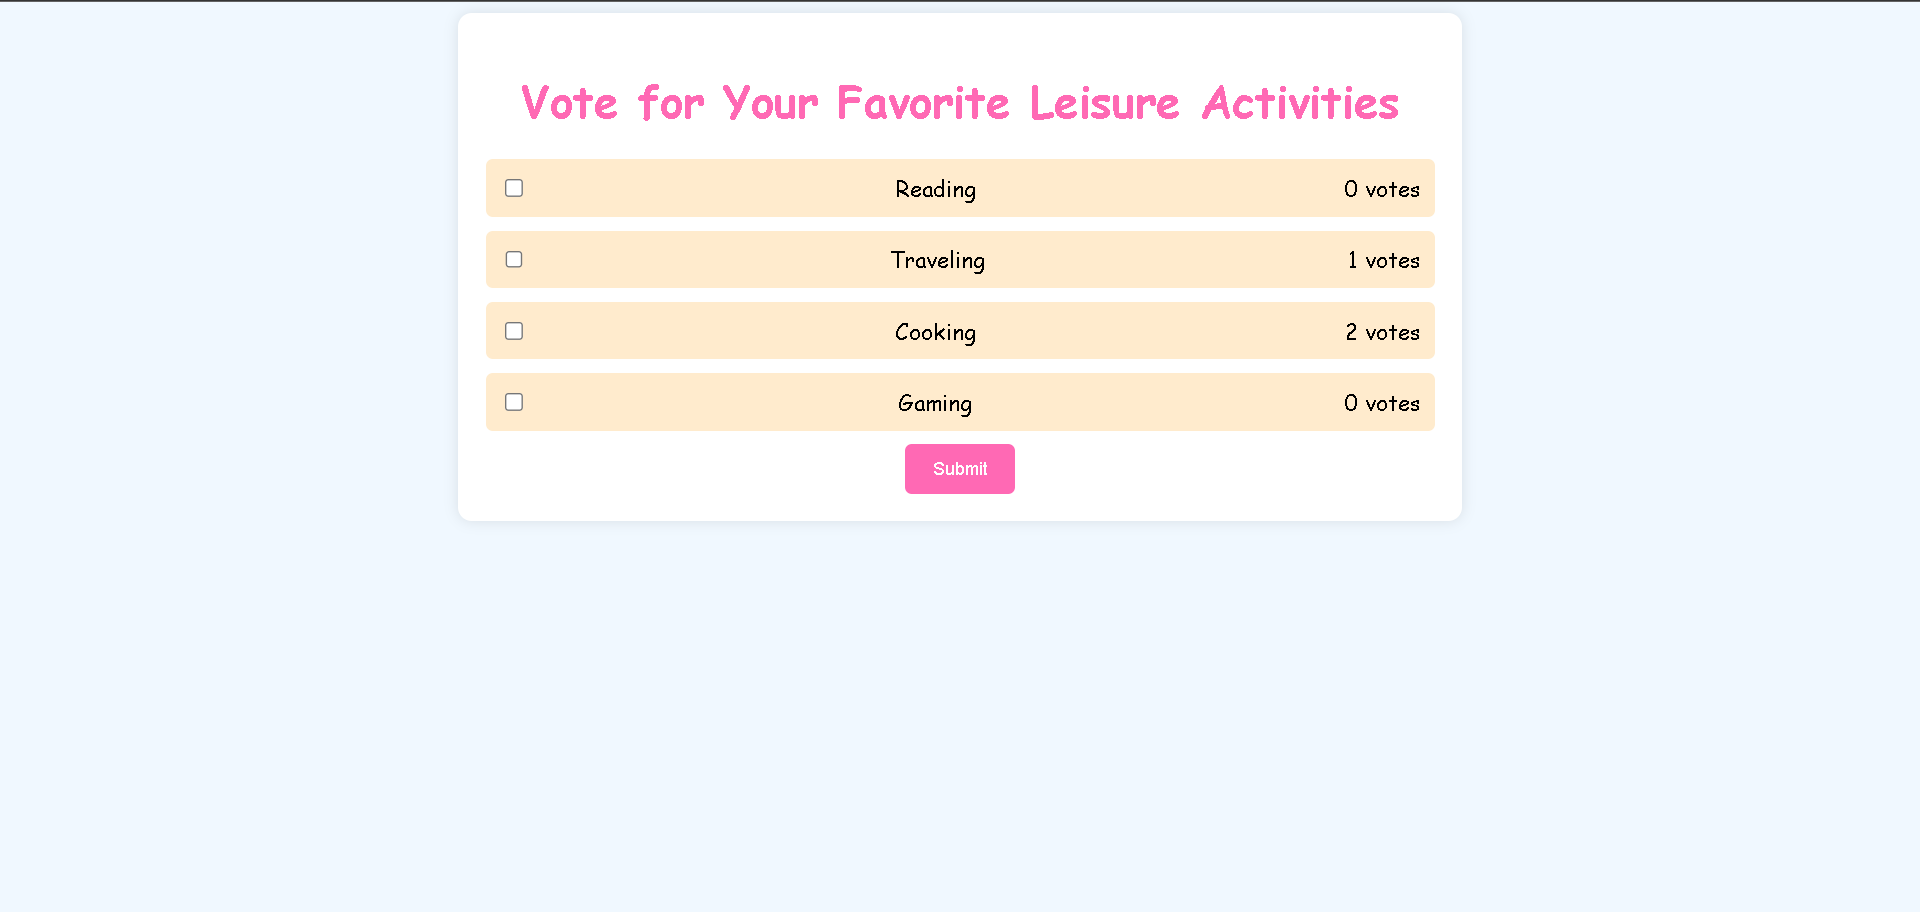 Vote for Your Favorite Leisure Activities
Reading 0 votes
Traveling 1 votes
Cooking 2 votes
Gaming 0 votes
Submit